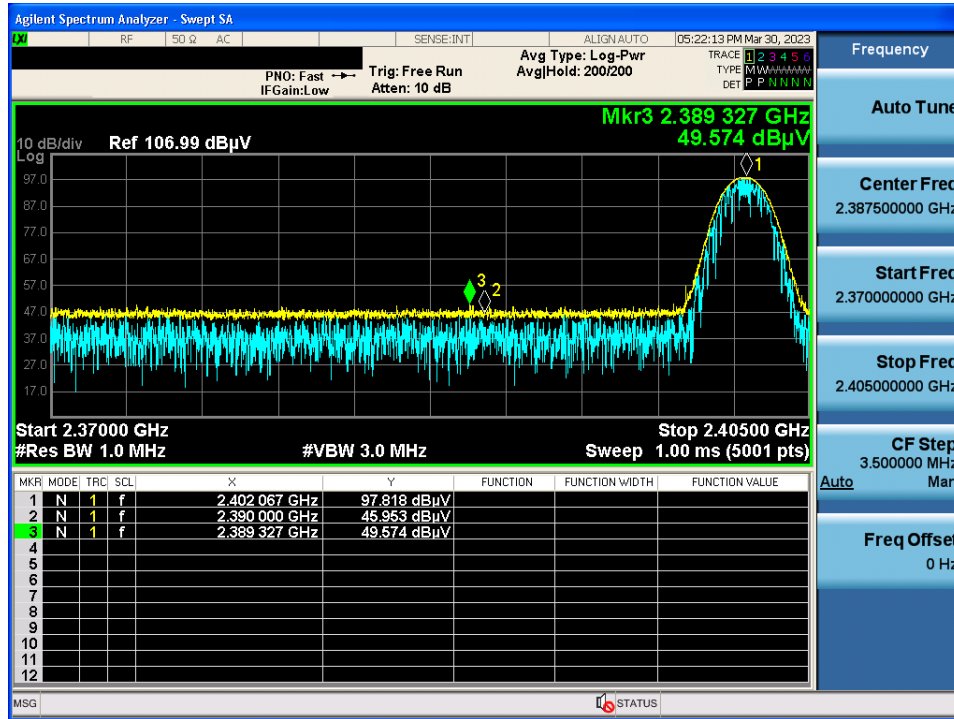 Agilent Spectrum Analyzer - Swept SA
LXI RF 50 Ω AC SENSE:INT ALIGN AUTO 05:22:13 PM Mar 30, 2023
Frequency
PNO: Fast Trig: Free Run Avg Type: Log-Pwr TRACE 1 2 3 4 5 6
IFGain:Low Atten: 10 dB Avg|Hold: 200/200 TYPE M W W W W W
DET P P N N N N
Auto Tune
Mkr3 2.389 327 GHz
10 dB/div Ref 106.99 dBµV 49.574 dBµV
Log
97.0
87.0
77.0
67.0
57.0
47.0
37.0
27.0
17.0
1
3
2
Center Freq
2.387500000 GHz
Start Freq
2.370000000 GHz
Stop Freq
2.405000000 GHz
Start 2.37000 GHz Stop 2.40500 GHz
#Res BW 1.0 MHz #VBW 3.0 MHz Sweep 1.00 ms (5001 pts)
CF Step
3.500000 MHz
Auto Man
MKR MODE TRC SCL X Y FUNCTION FUNCTION WIDTH FUNCTION VALUE
1 N 1 f 2.402 067 GHz 97.818 dBµV
2 N 1 f 2.390 000 GHz 45.953 dBµV
3 N 1 f 2.389 327 GHz 49.574 dBµV
4
5
6
7
8
9
10
11
12
Freq Offset
0 Hz
MSG STATUS